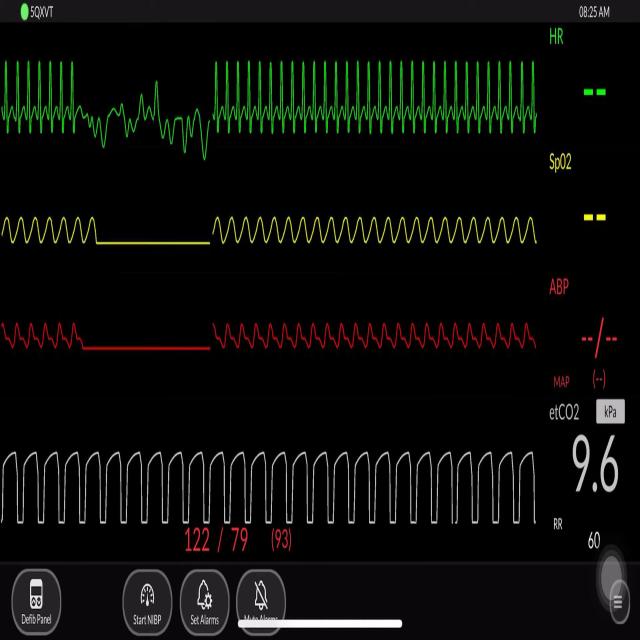 5QXVT
08:25 AM
HR
--
SpO2
--
ABP
--/--
MAP (--)
etCO2 kPa
9.6
RR
60
122 / 79 (93)
Defib Panel
Start NIBP
Set Alarms
Mute Alarms